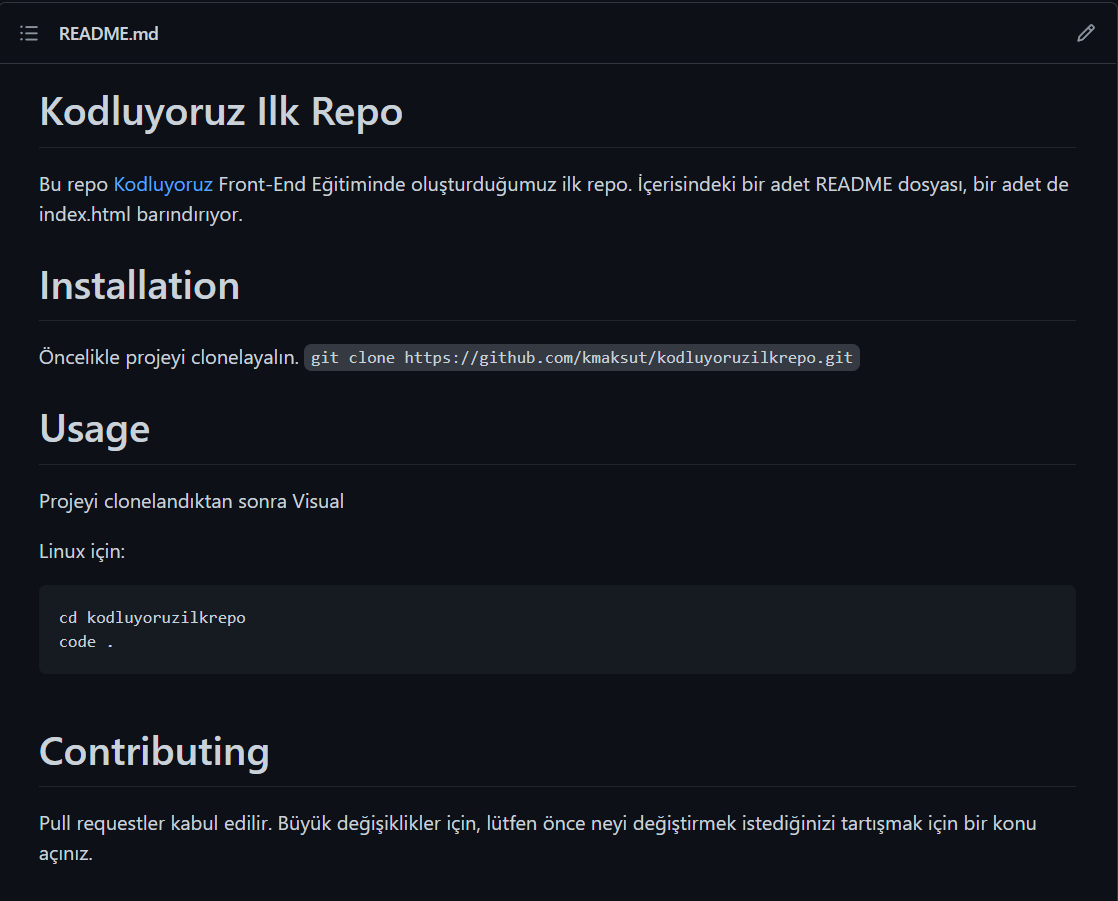 README.md
Kodluyoruz Ilk Repo
Bu repo Kodluyoruz Front-End Eğitiminde oluşturduğumuz ilk repo. İçerisindeki bir adet README dosyası, bir adet de
index.html barındırıyor.
Installation
Öncelikle projeyi clonelayalın. git clone https://github.com/kmaksut/kodluyoruzilkrepo.git
Usage
Projeyi clonelandıktan sonra Visual
Linux için:
cd kodluyoruzilkrepo
code .
Contributing
Pull requestler kabul edilir. Büyük değişiklikler için, lütfen önce neyi değiştirmek istediğinizi tartışmak için bir konu
açınız.